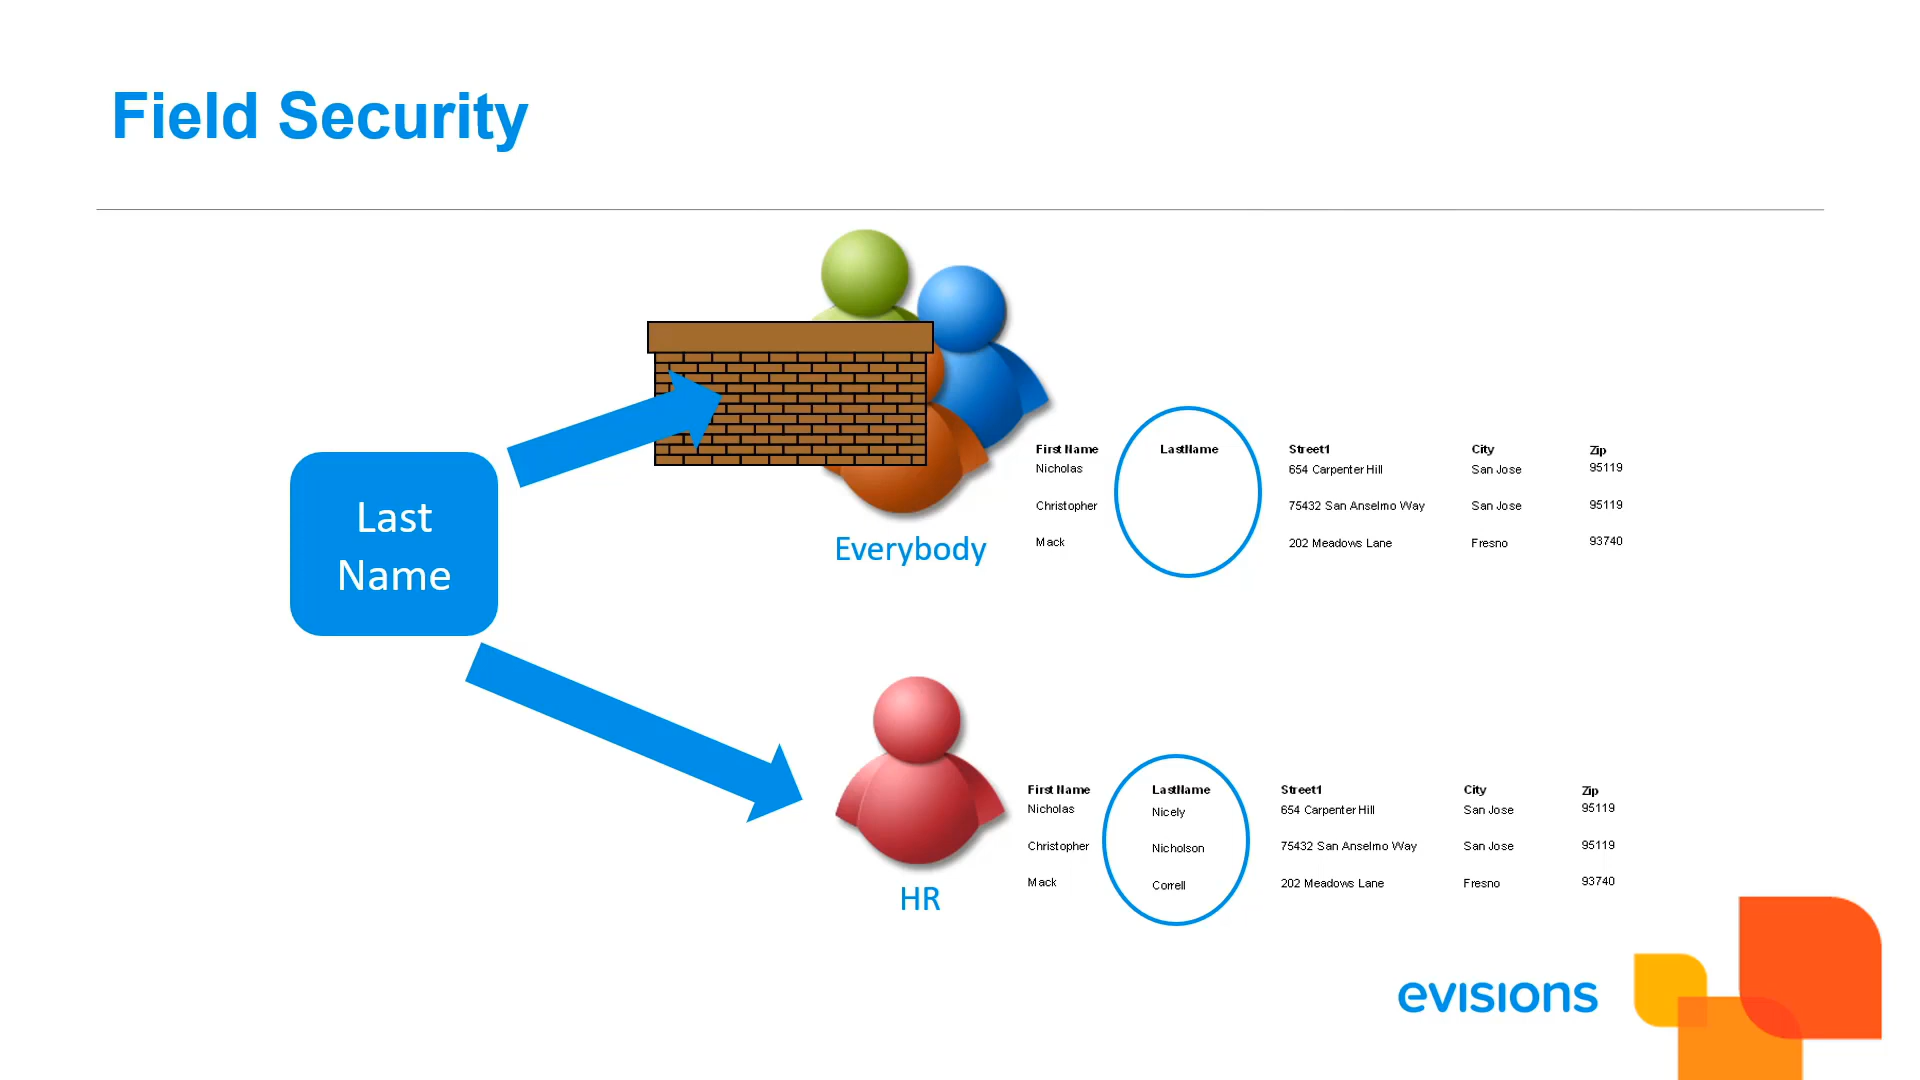 Field Security
Last
Name
Everybody
First Name LastName Street1 City Zip
Nicholas 654 Carpenter Hill San Jose 95119
Christopher 75432 San Anselmo Way San Jose 95119
Mack 202 Meadows Lane Fresno 93740
HR
First Name LastName Street1 City Zip
Nicholas Nicely 654 Carpenter Hill San Jose 95119
Christopher Nicholson 75432 San Anselmo Way San Jose 95119
Mack Correll 202 Meadows Lane Fresno 93740
evisions